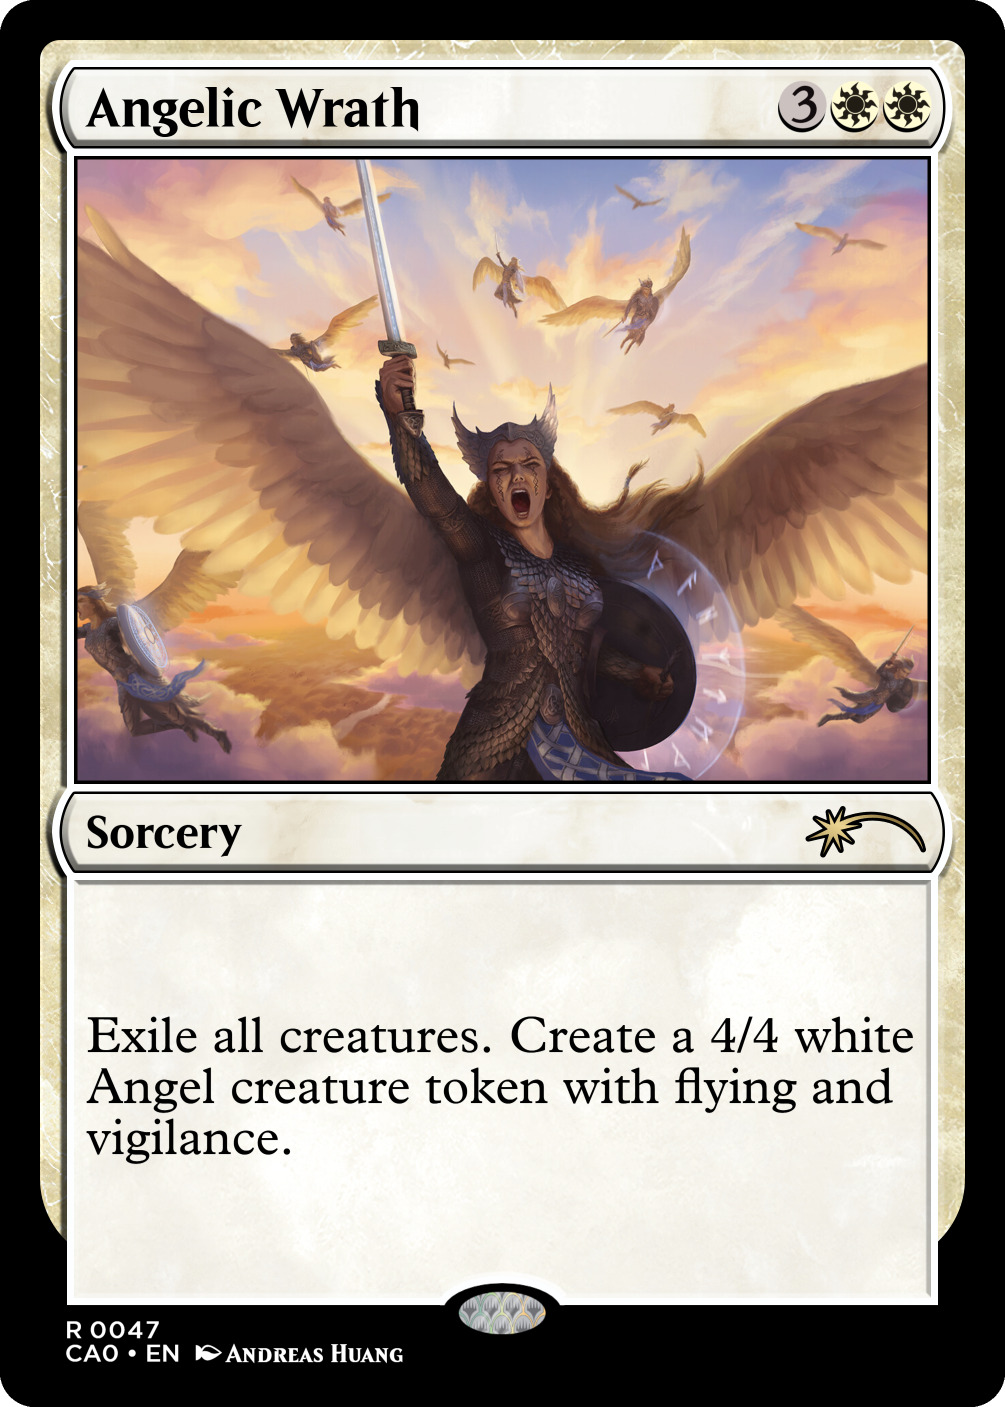 Angelic Wrath 3
Sorcery
Exile all creatures. Create a 4/4 white
Angel creature token with flying and
vigilance.
R 0047
CAO • EN ANDREAS HUANG